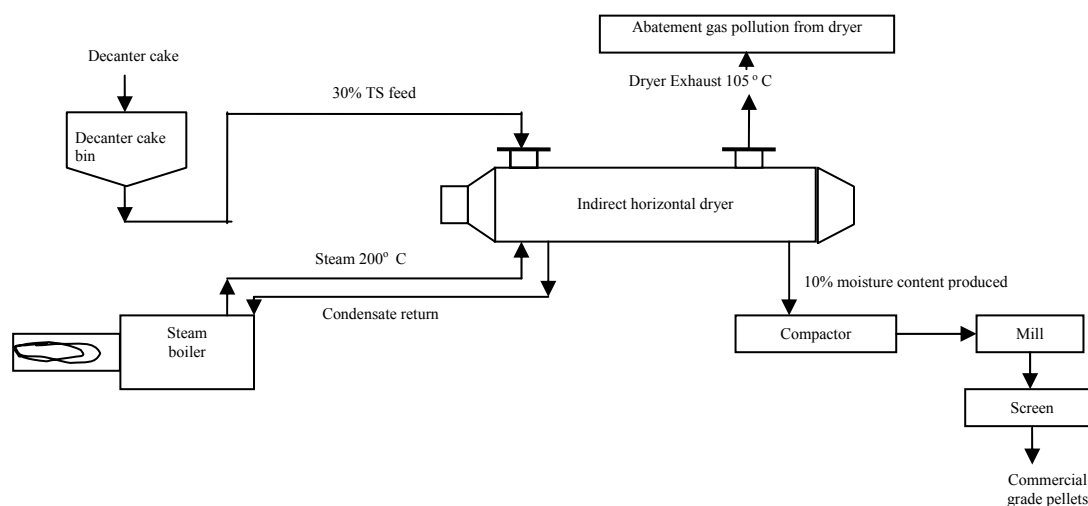 Abatement gas pollution from dryer
Decanter cake
Dryer Exhaust 105 º C
30% TS feed
Decanter cake
bin
Indirect horizontal dryer
Steam 200º C
10% moisture content produced
Condensate return
Steam
boiler
Compactor
Mill
Screen
Commercial
grade pellets